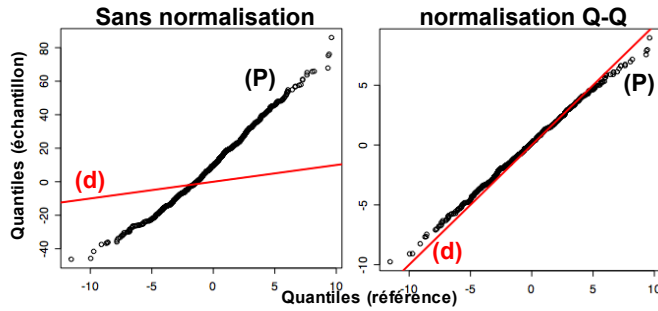 Sans normalisation
normalisation Q-Q
Quantiles (échantillon)
80
60
40
20
0
-20
-40
(P)
(d)
-10
-5
0
5
10
5
0
-5
-10
(P)
(d)
-10
-5
0
5
10
Quantiles (référence)